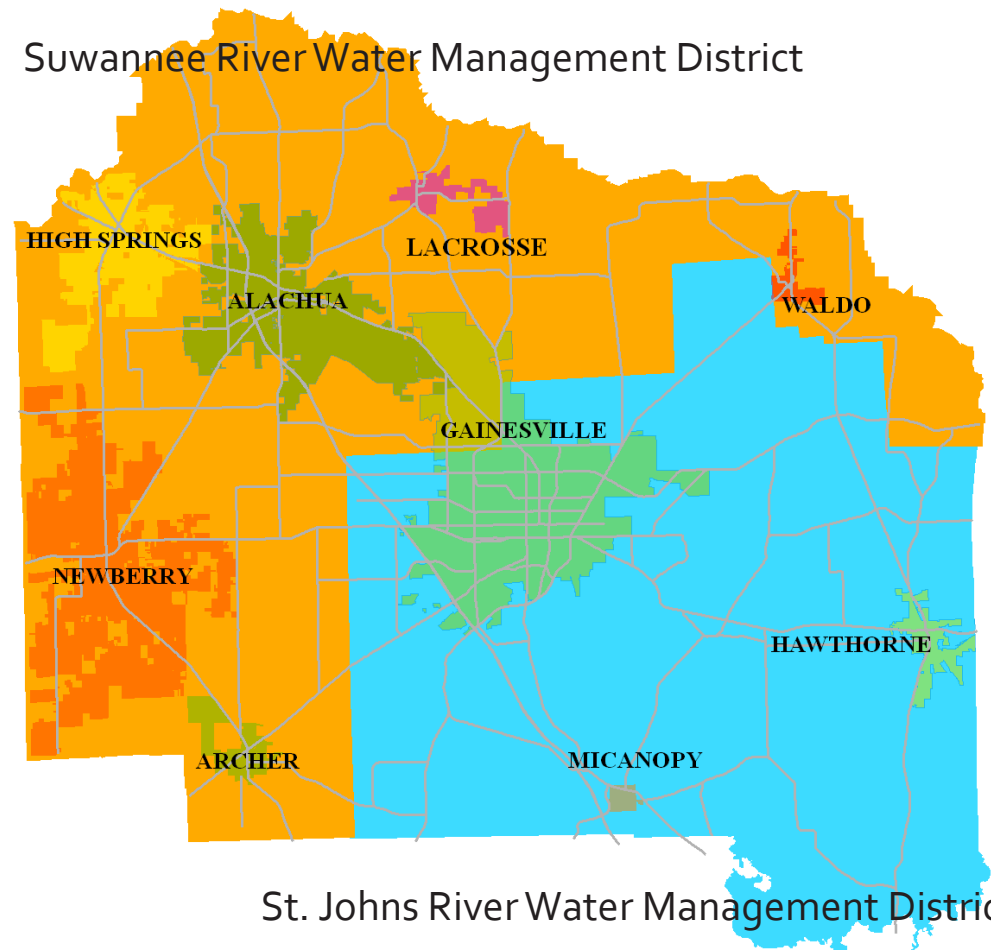 Suwannee River Water Management District
HIGH SPRINGS
LACROSSE
ALACHUA
WALDO
GAINESVILLE
NEWBERRY
HAWTHORNE
ARCHER
MICANOPY
St. Johns River Water Management Distric